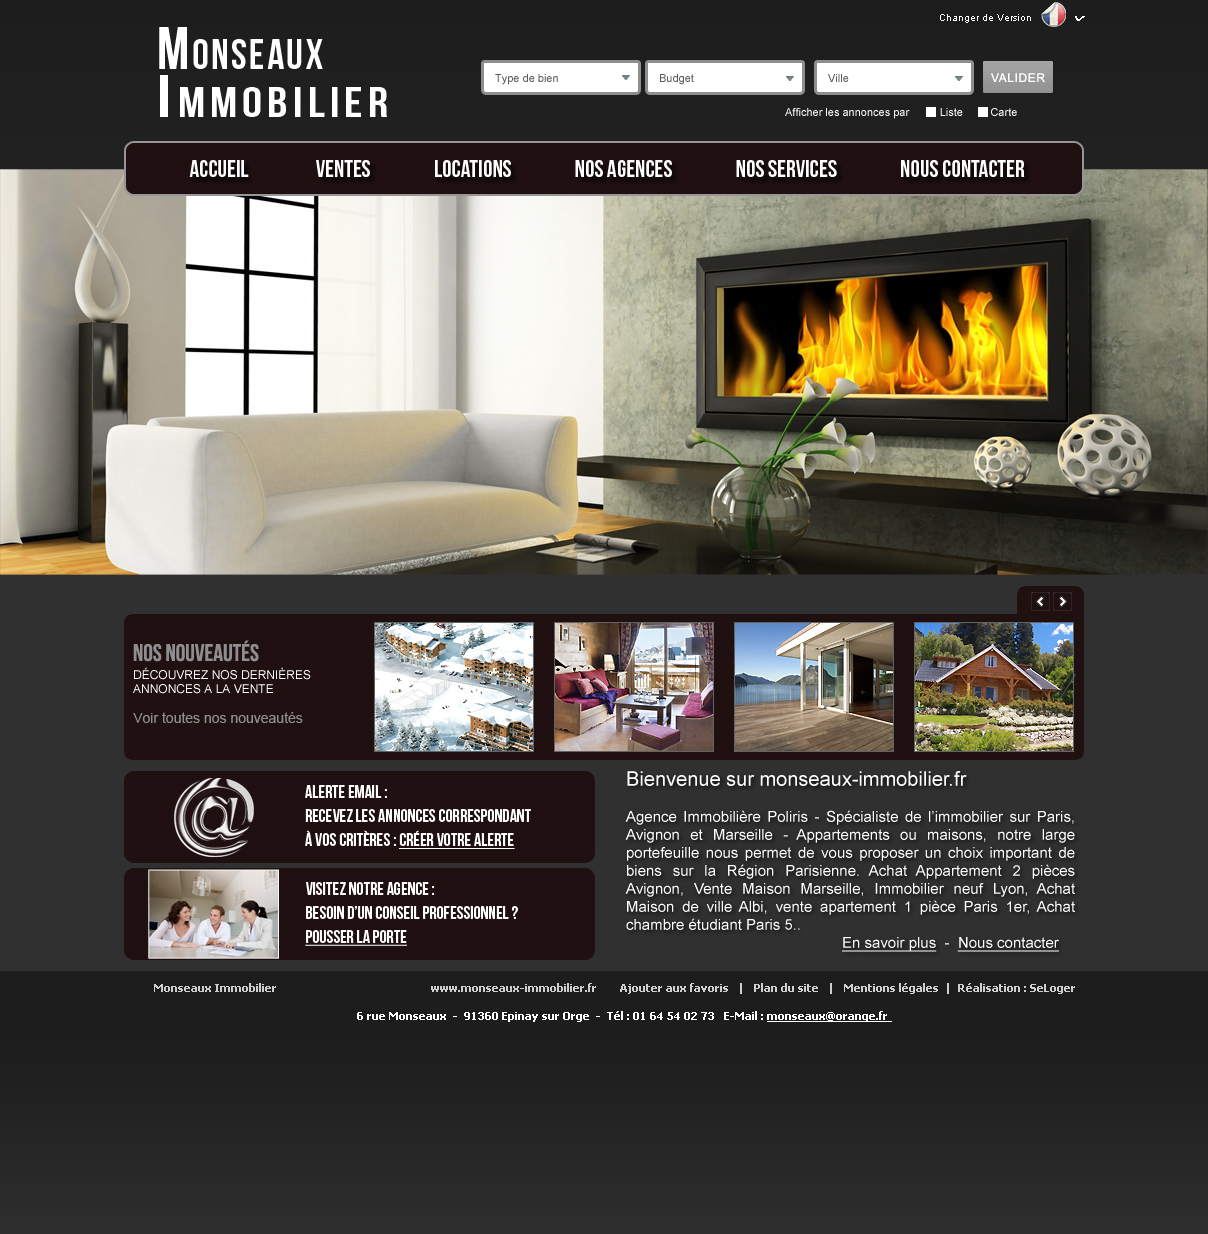 Changer de Version
MONSEAUX
IMMOBILIER
Type de bien
Budget
Ville
VALIDER
Afficher les annonces par
Liste
Carte
ACCUEIL
VENTES
LOCATIONS
NOS AGENCES
NOS SERVICES
NOUS CONTACTER
NOS NOUVEAUTÉS
DÉCOUVREZ NOS DERNIÈRES
ANNONCES A LA VENTE
Voir toutes nos nouveautés
@
ALERTE EMAIL :
RECEVEZ LES ANNONCES CORRESPONDANT
À VOS CRITÈRES : CRÉER VOTRE ALERTE
VISITEZ NOTRE AGENCE :
BESOIN D'UN CONSEIL PROFESSIONNEL ?
POUSSER LA PORTE
Bienvenue sur monseaux-immobilier.fr
Agence Immobilière Poliris - Spécialiste de l'immobilier sur Paris,
Avignon et Marseille - Appartements ou maisons, notre large
portefeuille nous permet de vous proposer un choix important de
biens sur la Région Parisienne. Achat Appartement 2 pièces
Avignon, Vente Maison Marseille, Immobilier neuf Lyon, Achat
Maison de ville Albi, vente apartement 1 pièce Paris 1er, Achat
chambre étudiant Paris 5..
En savoir plus - Nous contacter
Monseaux Immobilier
www.monseaux-immobilier.fr
Ajouter aux favoris | Plan du site | Mentions légales | Réalisation : SeLoger
6 rue Monseaux - 91360 Epinay sur Orge - Tél : 01 64 54 02 73 E-Mail : monseaux@orange.fr